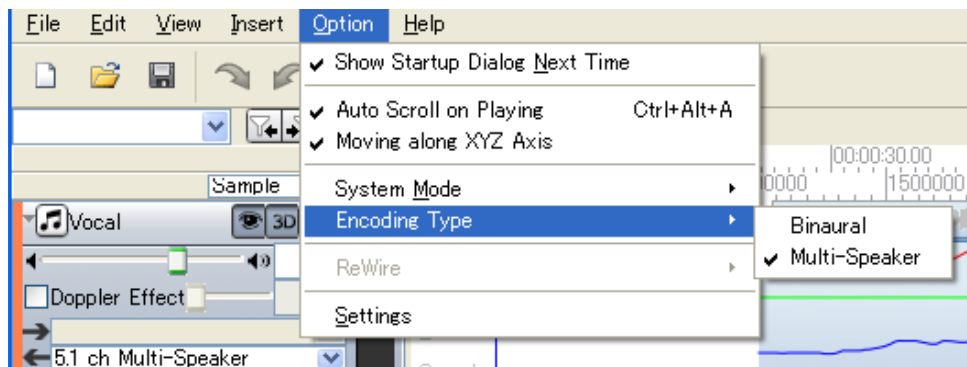 File Edit View Insert Option Help
Show Startup Dialog Next Time
Auto Scroll on Playing Ctrl+Alt+A
Moving along XYZ Axis
00:00:30.00
Sample
System Mode
0000 1500000
Vocal
3D
Encoding Type
Binaural
ReWire
Multi-Speaker
Doppler Effect
Settings
5.1 ch Multi-Speaker